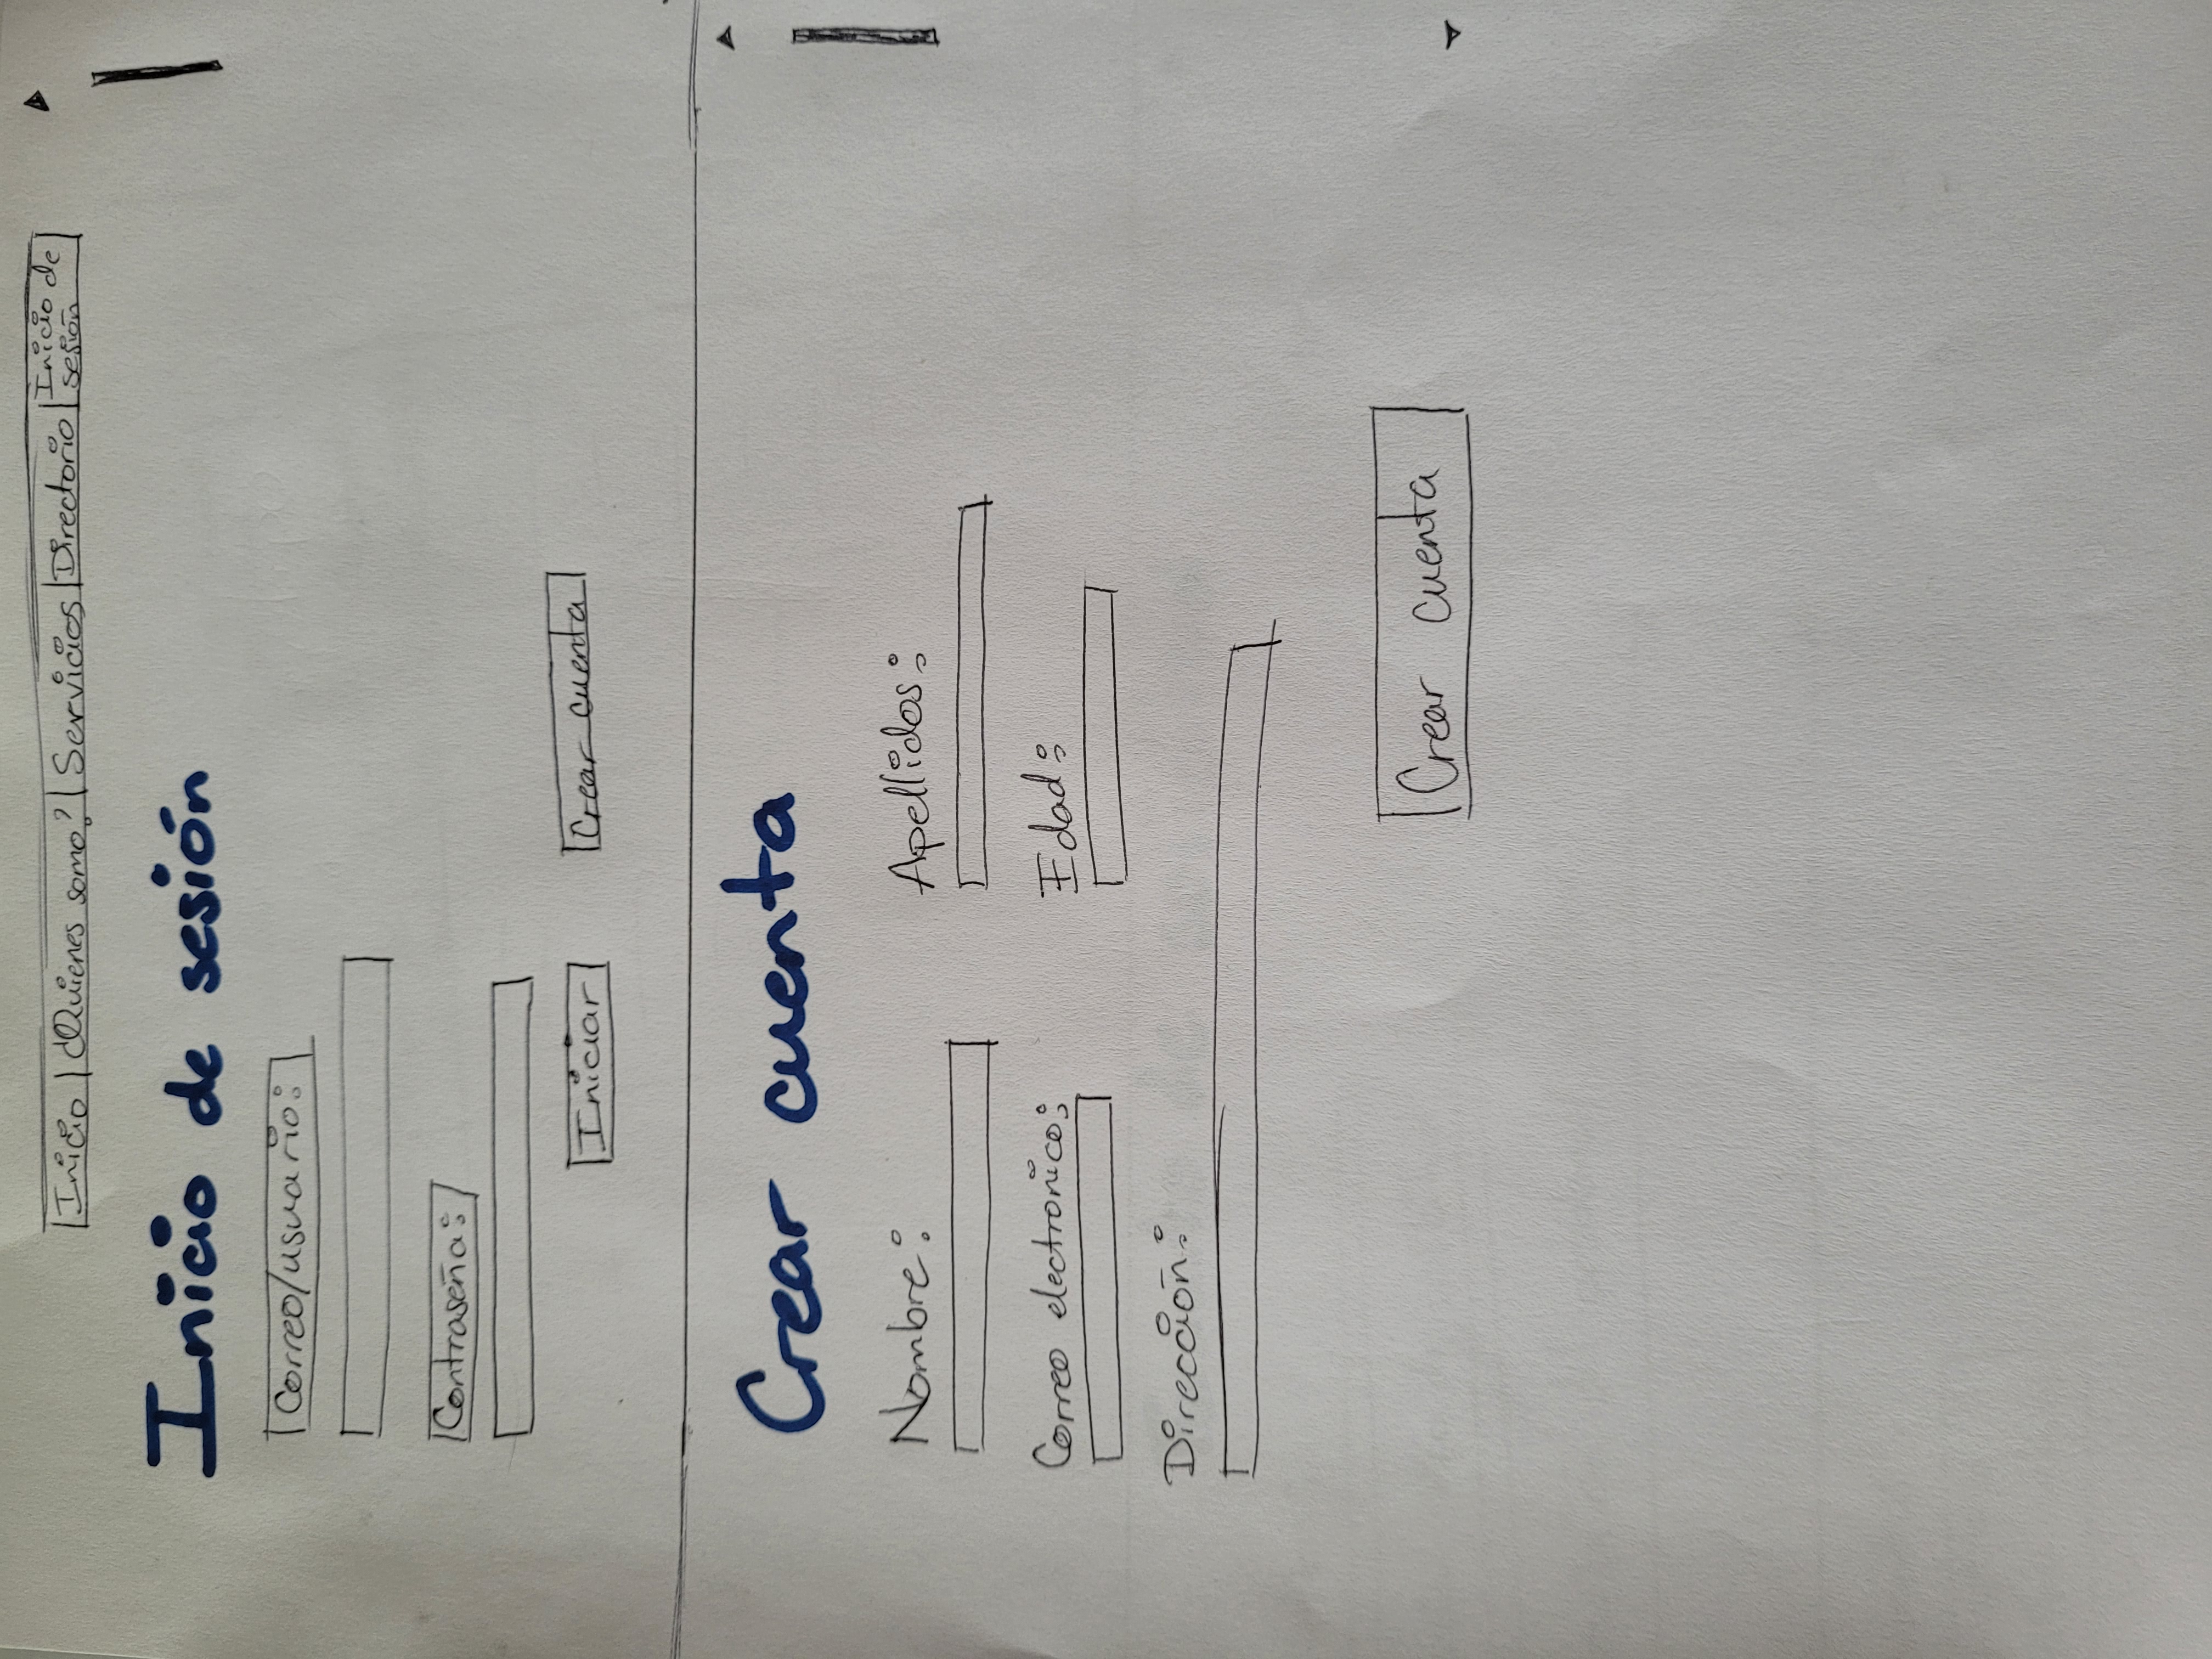 Inicio ¿Quienes somo? Servicios Directorio Inicio de sesión
Inicio de sesión
Correo/usuario:
Contraseña:
Iniciar Crear cuenta
Crear cuenta
Nombre: Apellidos:
Correo electronico: Edad:
Dirección:
Crear cuenta